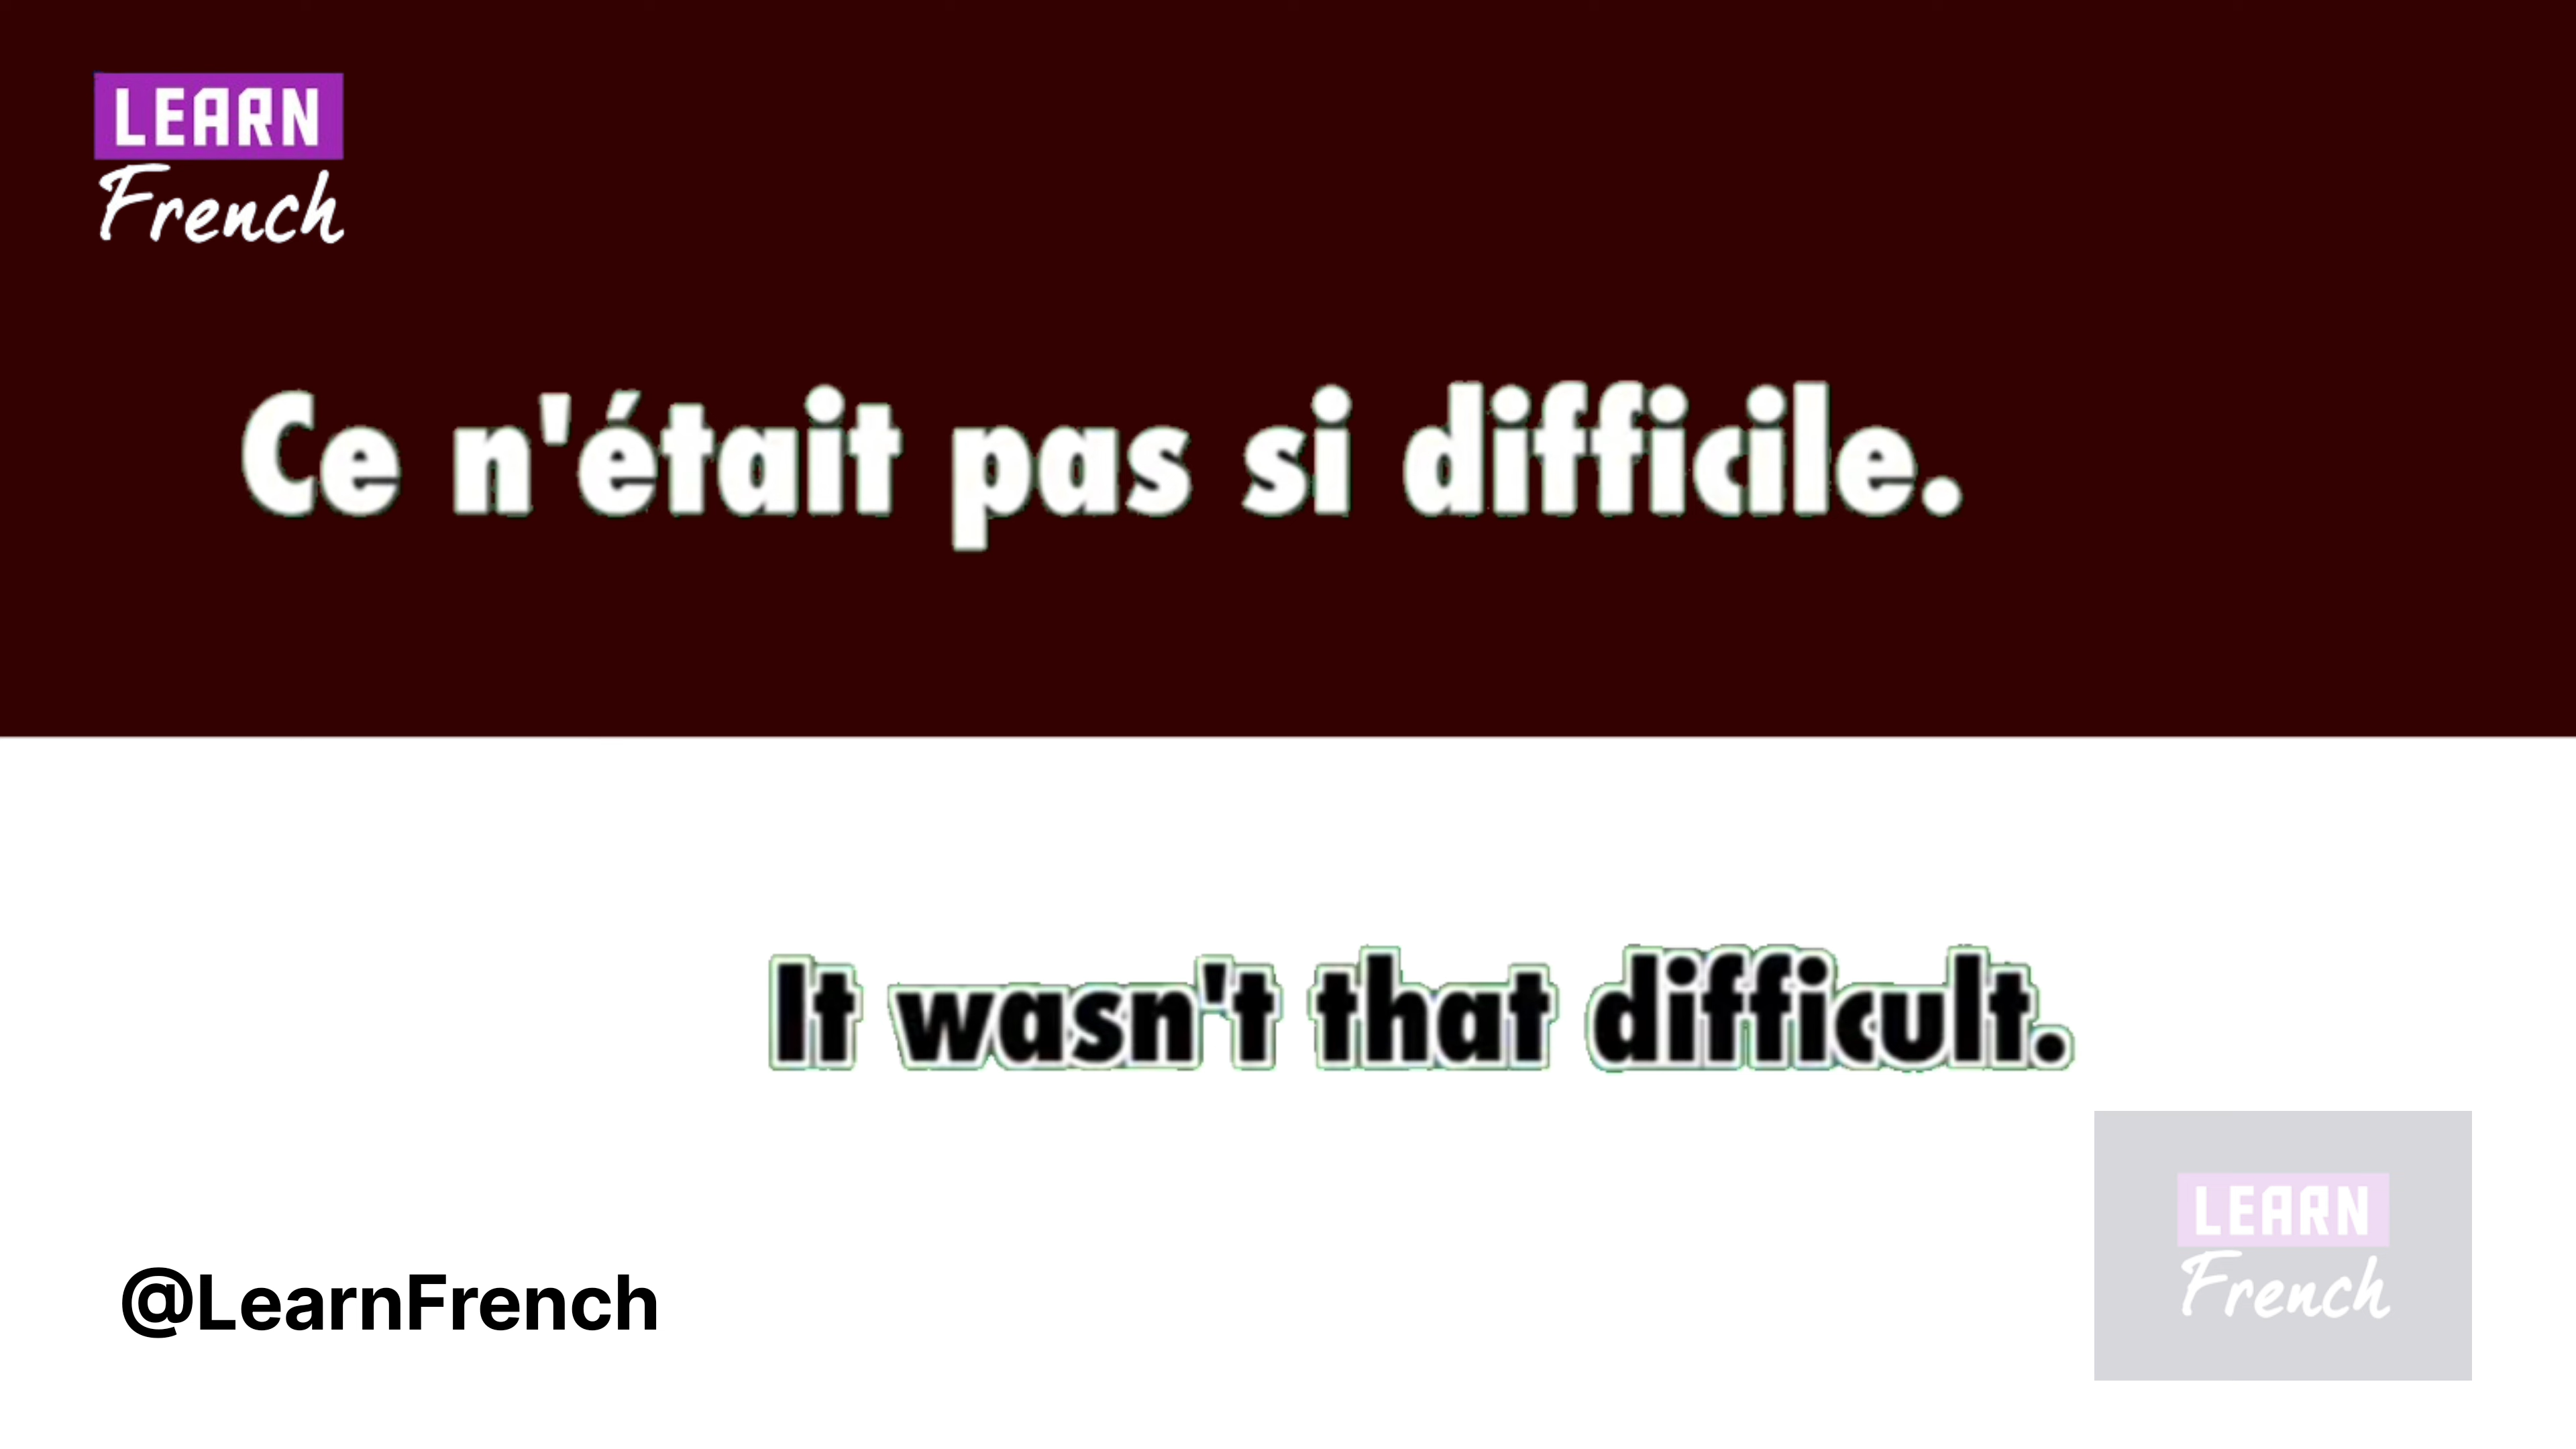 LEARN
French
Ce n'était pas si difficile.
It wasn't that difficult.
LEARN
French
@LearnFrench